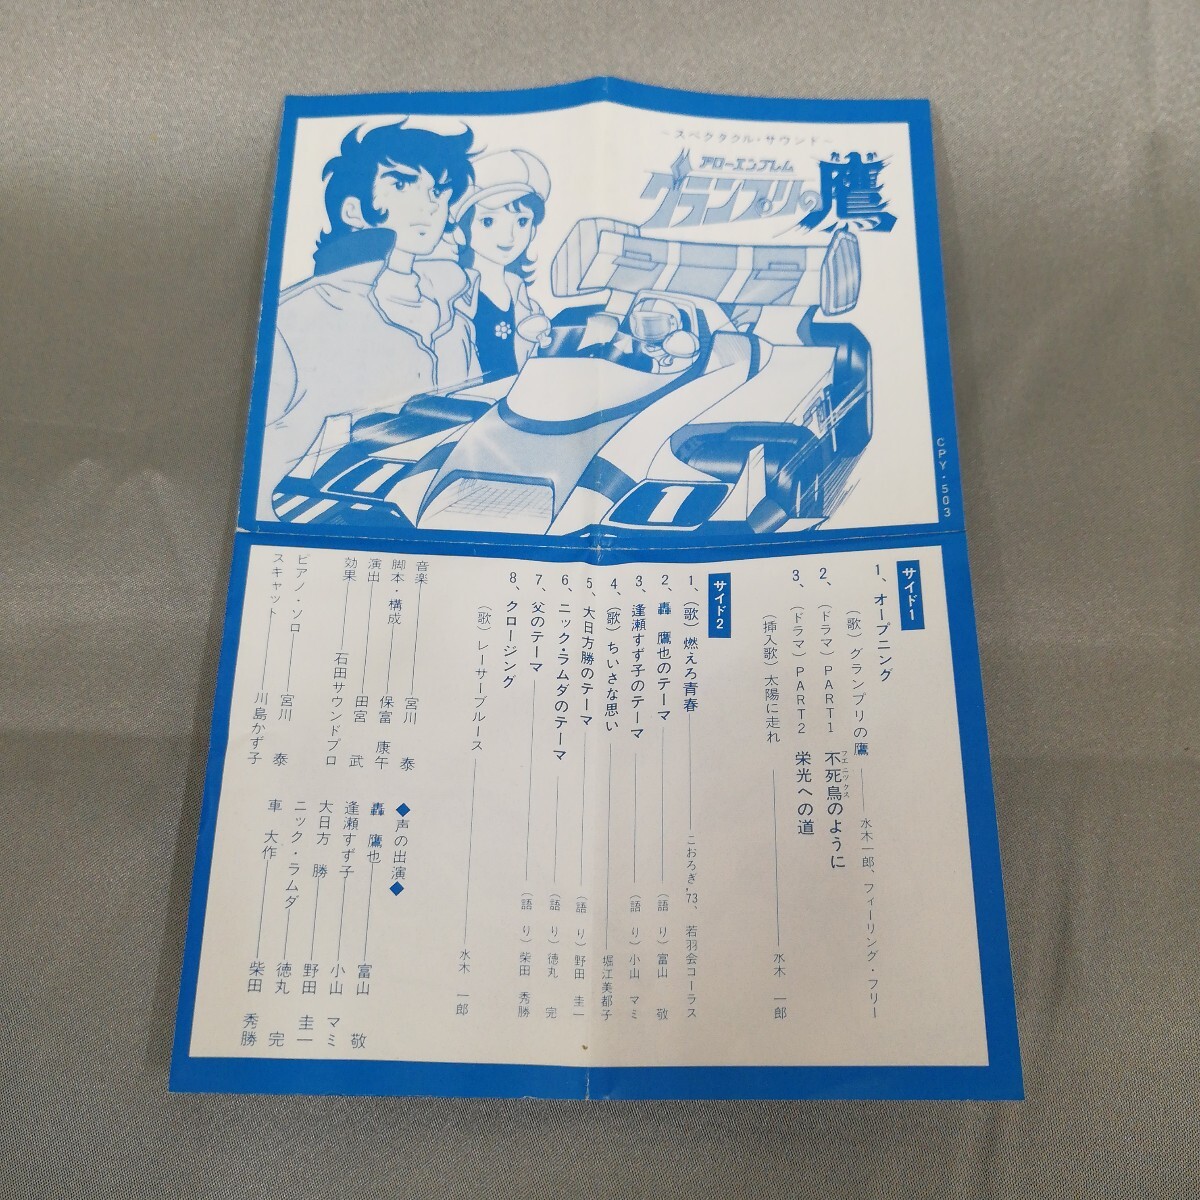 ～スペクタクル・サウンド～
アローエンブレム
グランプリの鷹
たか
CPY・503
1
1
サイド1
1、オープニング
(歌)グランプリの鷹――水木一郎、フィーリング・フリー
2、(ドラマ)PART1 不死鳥のように
フエニックス
3、(ドラマ)PART2 栄光への道
(挿入歌)太陽に走れ――水木一郎
サイド2
1、(歌)燃えろ青春――こおろぎ'73、若羽会コーラス
2、轟鷹也のテーマ――(語り)富山敬
3、逢瀬すず子のテーマ――(語り)小山マミ
4、(歌)ちいさな思い――堀江美都子
5、大日方勝のテーマ――(語り)野田圭一
6、ニック・ラムダのテーマ――(語り)徳丸完
7、父のテーマ――(語り)柴田秀勝
8、クロージング
(歌)レーサーブルース――水木一郎
音楽――宮川泰
脚本・構成――保富康午
演出――田宮武
効果――石田サウンドプロ
ピアノ・ソロ――宮川泰
スキャット――川島かず子
◆声の出演◆
轟鷹也――富山敬
逢瀬すず子――小山マミ
大日方勝――野田圭一
ニック・ラムダ――徳丸完
車大作――柴田秀勝